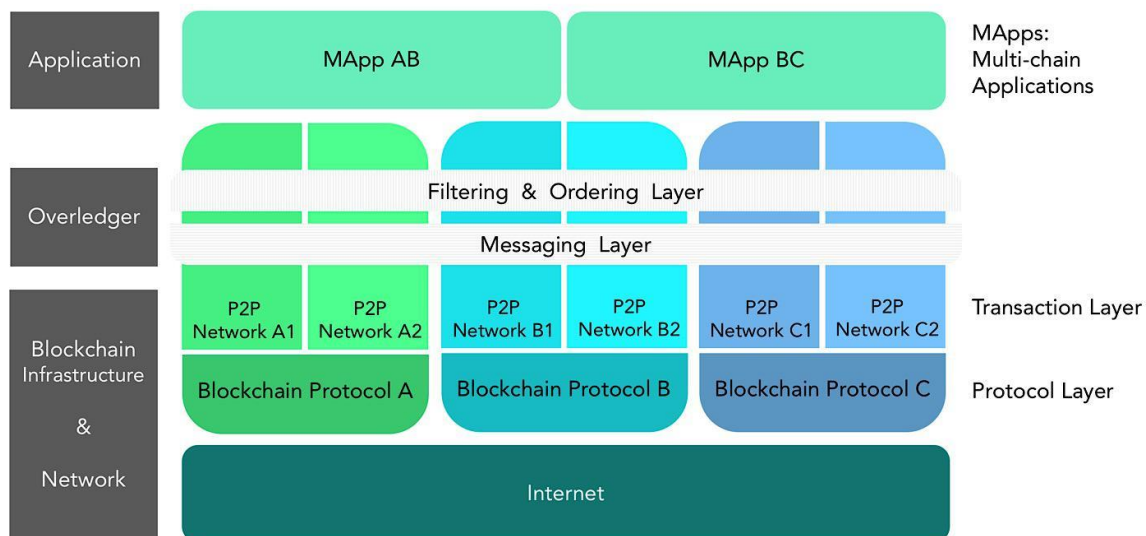 Application
MApp AB
MApp BC
MApps:
Multi-chain
Applications
Overledger
Filtering & Ordering Layer
Messaging Layer
Blockchain
Infrastructure
&
Network
P2P
Network A1
P2P
Network A2
P2P
Network B1
P2P
Network B2
P2P
Network C1
P2P
Network C2
Transaction Layer
Blockchain Protocol A
Blockchain Protocol B
Blockchain Protocol C
Protocol Layer
Internet